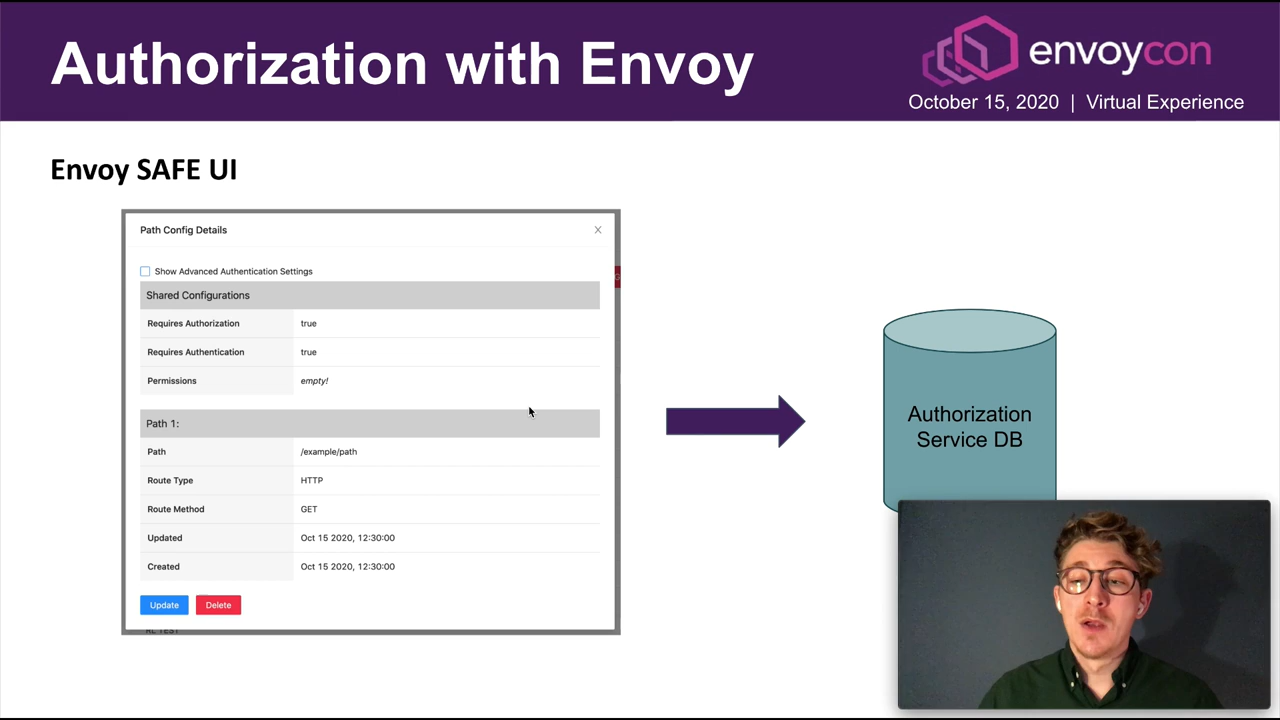 Authorization with Envoy
envoycon
October 15, 2020 | Virtual Experience
Envoy SAFE UI
Path Config Details
Show Advanced Authentication Settings
Shared Configurations
Requires Authorization true
Requires Authentication true
Permissions empty!
Path 1:
Path /example/path
Route Type HTTP
Route Method GET
Updated Oct 15 2020, 12:30:00
Created Oct 15 2020, 12:30:00
Update Delete
Authorization
Service DB